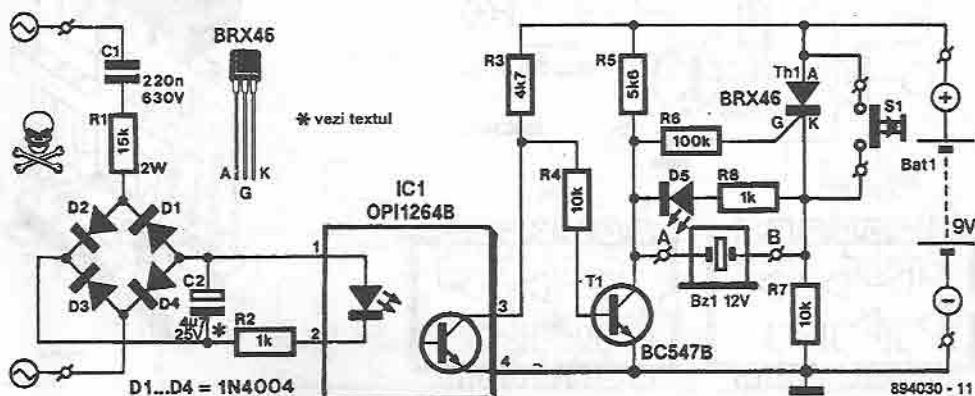 C1
220n
630V
R1
15k
2W
BRX46
A
G
K
* vezi textul
D2
D1
D3
D4
C2
4µ7
25V
*
R2
1k
D1...D4 = 1N4004
IC1
OPI1264B
1
2
3
4
R3
4k7
R4
10k
T1
BC547B
R5
5k6
R6
100k
Th1
A
BRX46
G
K
D5
R8
1k
A
B
Bz1 12V
R7
10k
S1
+
Bat1
9V
-
894030 - 11